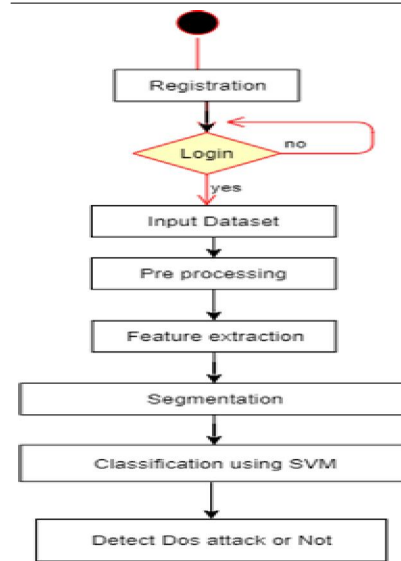 Registration
Login
no
yes
Input Dataset
Pre processing
Feature extraction
Segmentation
Classification using SVM
Detect Dos attack or Not